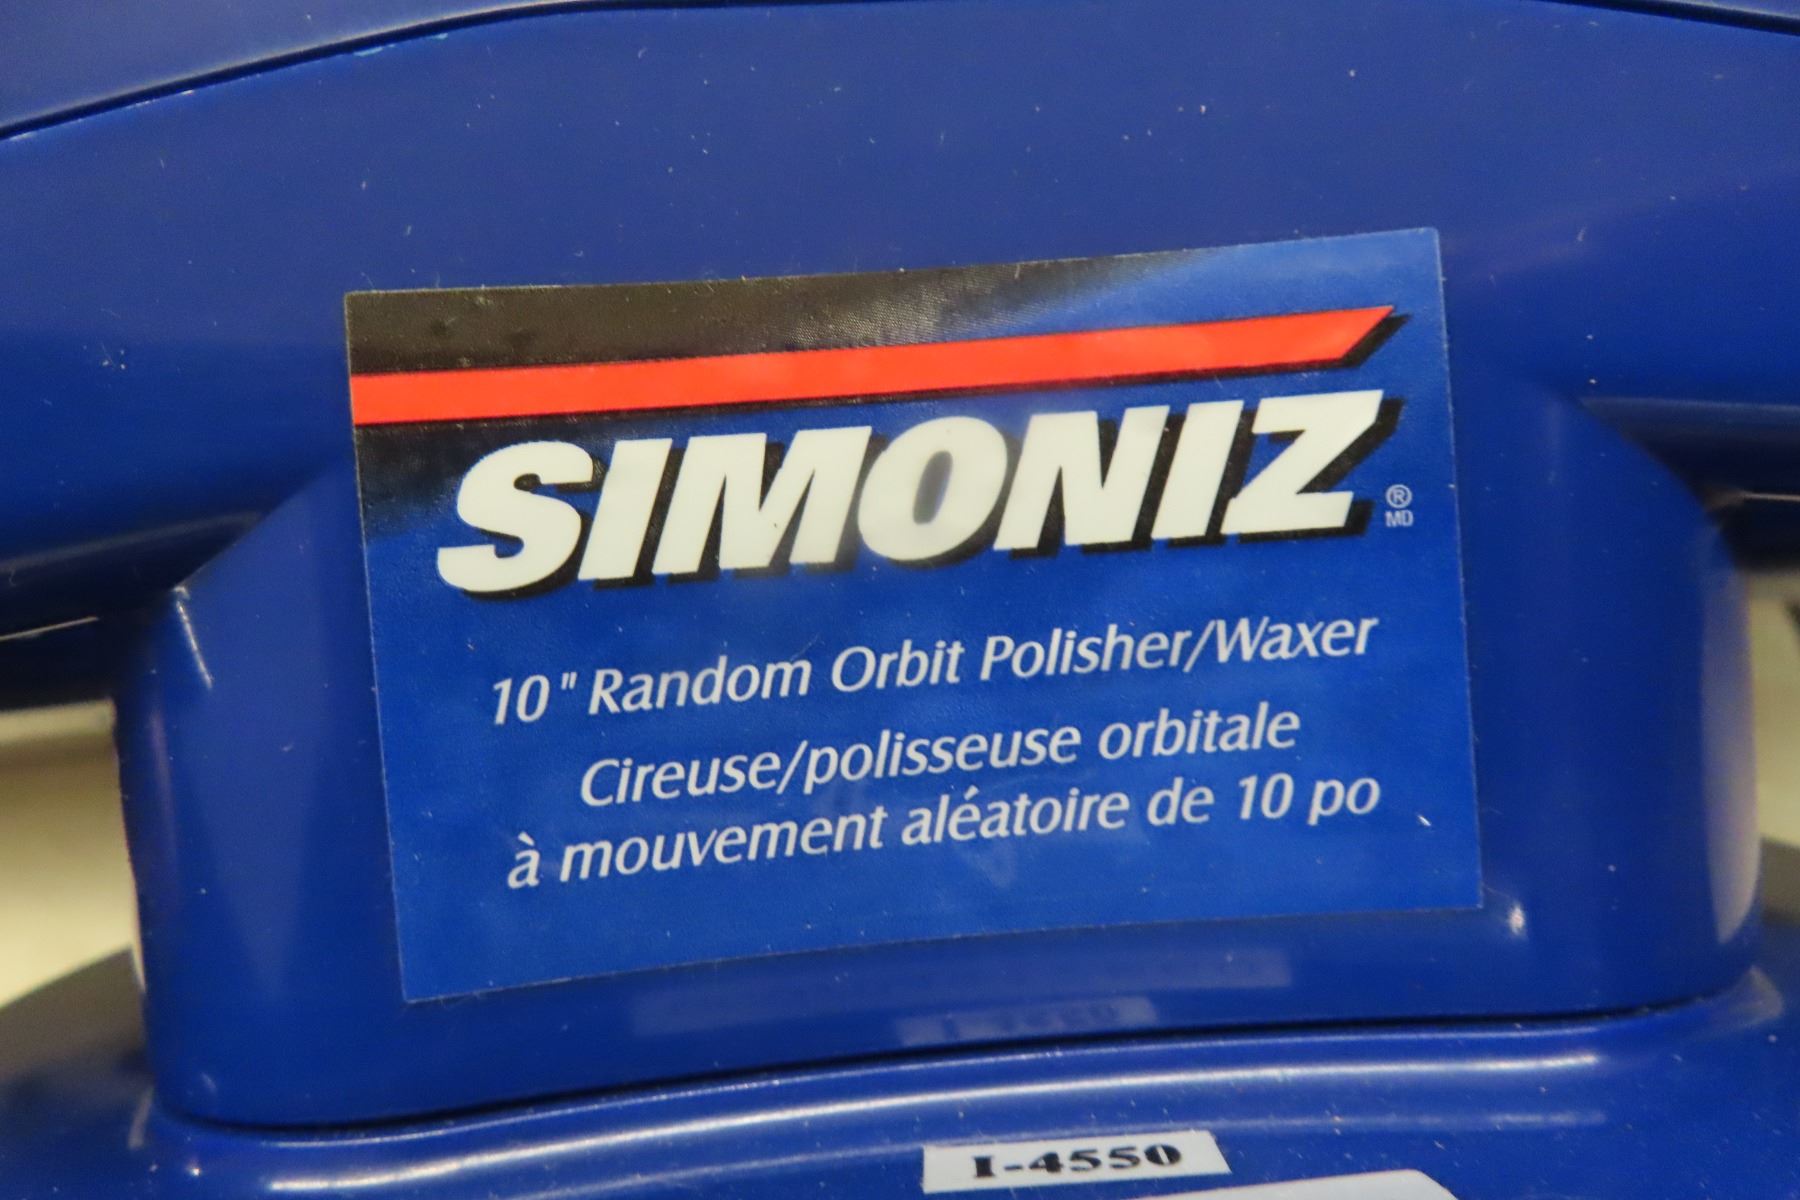 SIMONIZ
®
MD
10" Random Orbit Polisher/Waxer
Cireuse/polisseuse orbitale
à mouvement aléatoire de 10 po
I-4550